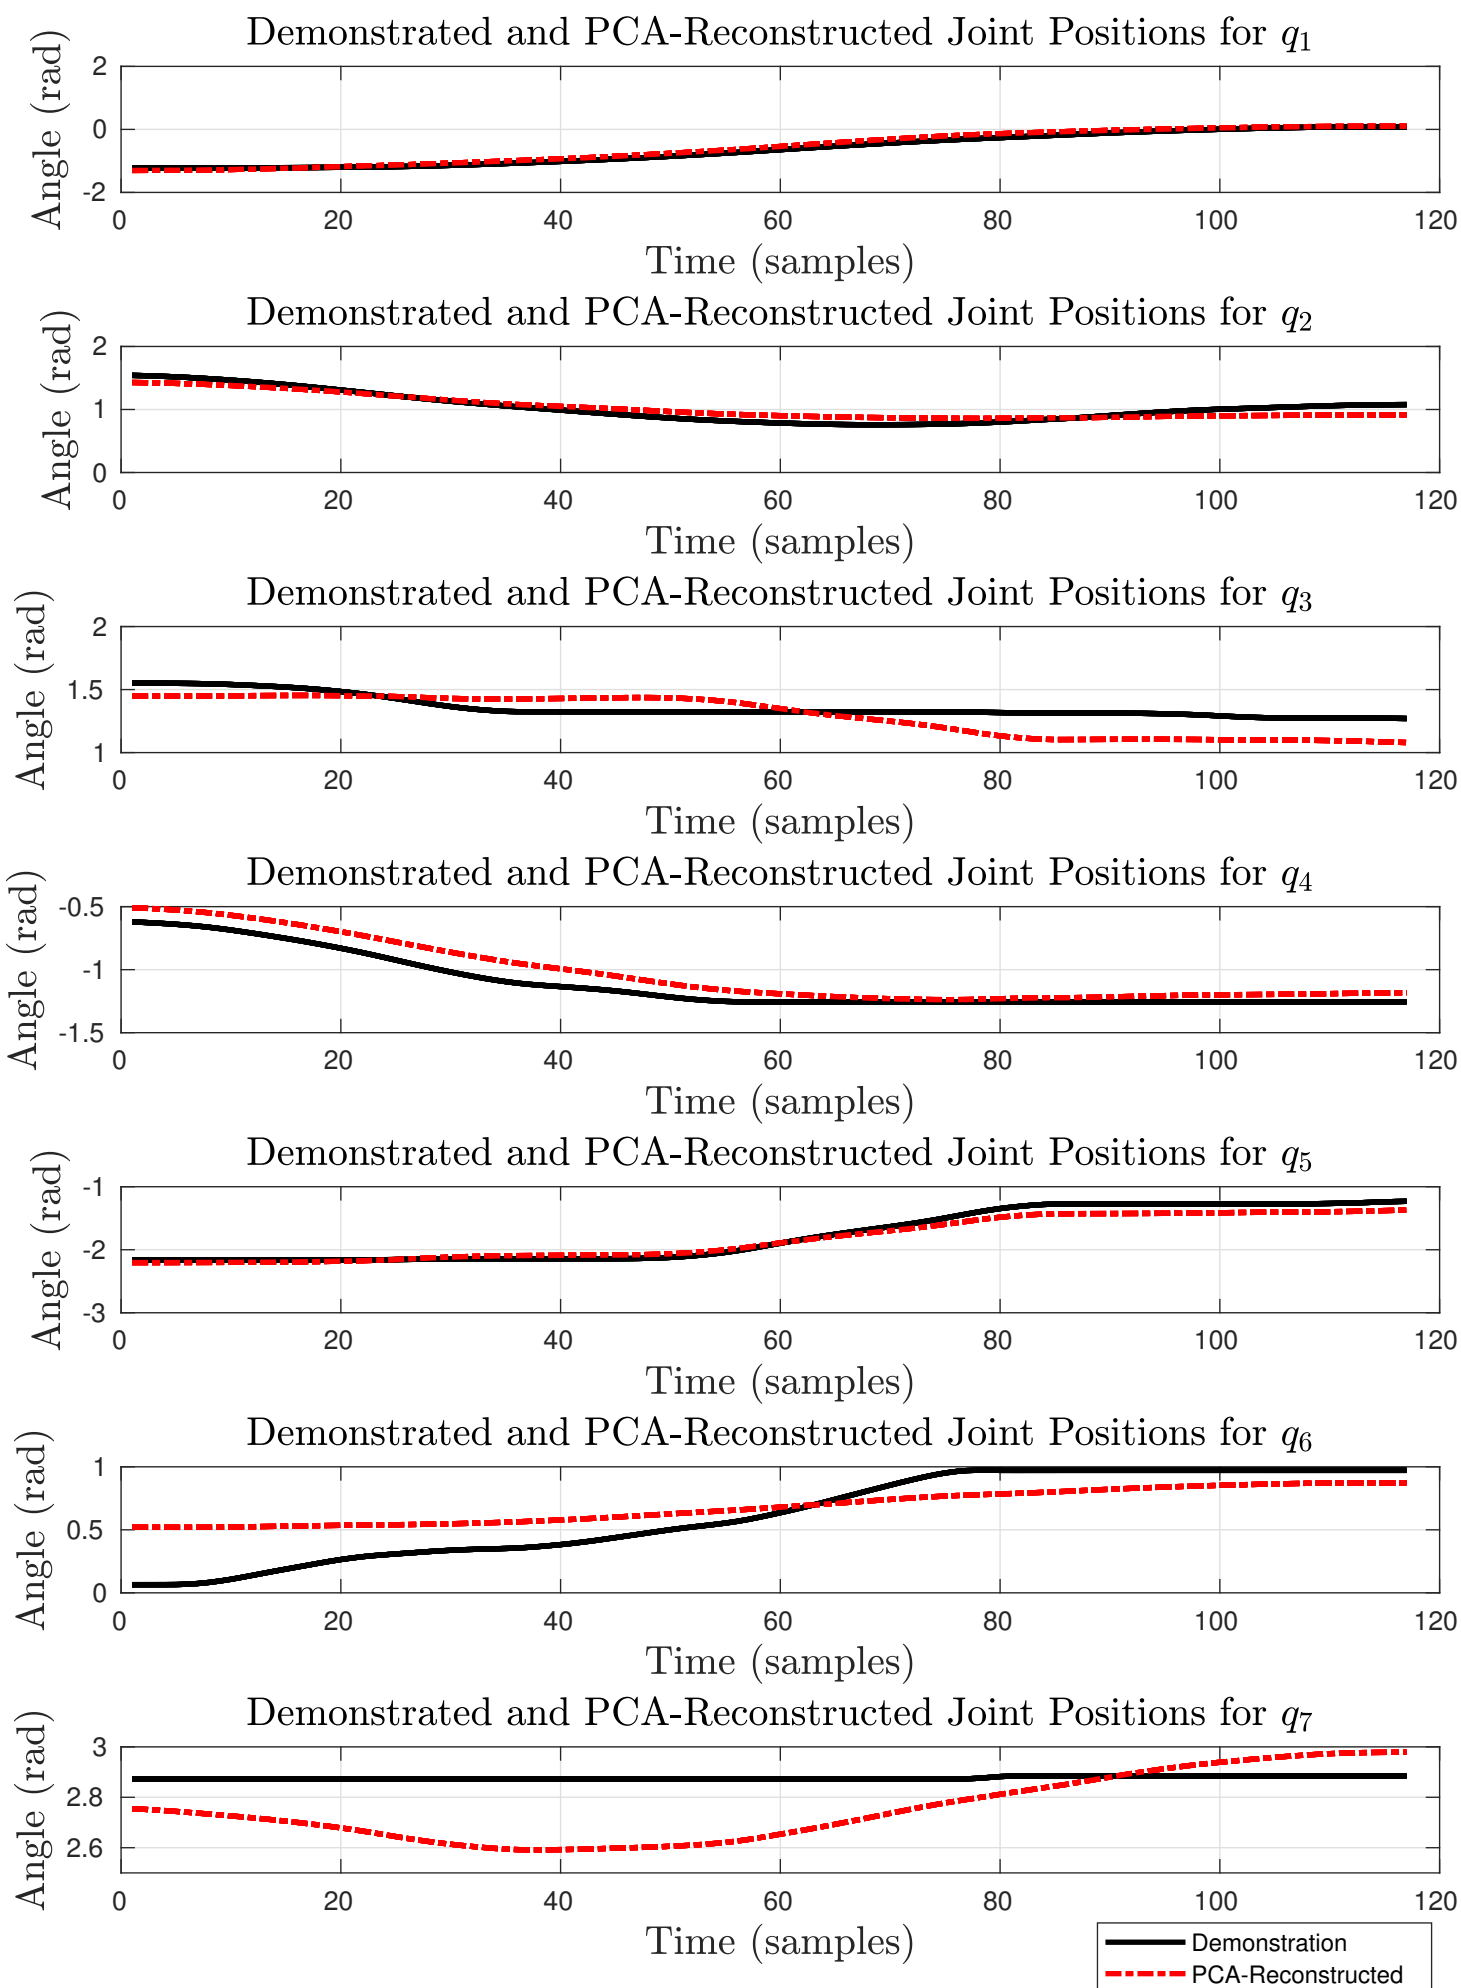 Demonstrated and PCA-Reconstructed Joint Positions for q1
Angle (rad)
2
0
-2
0 20 40 60 80 100 120
Time (samples)
Demonstrated and PCA-Reconstructed Joint Positions for q2
Angle (rad)
2
1
0
0 20 40 60 80 100 120
Time (samples)
Demonstrated and PCA-Reconstructed Joint Positions for q3
Angle (rad)
2
1.5
1
0 20 40 60 80 100 120
Time (samples)
Demonstrated and PCA-Reconstructed Joint Positions for q4
Angle (rad)
-0.5
-1
-1.5
0 20 40 60 80 100 120
Time (samples)
Demonstrated and PCA-Reconstructed Joint Positions for q5
Angle (rad)
-1
-2
-3
0 20 40 60 80 100 120
Time (samples)
Demonstrated and PCA-Reconstructed Joint Positions for q6
Angle (rad)
1
0.5
0
0 20 40 60 80 100 120
Time (samples)
Demonstrated and PCA-Reconstructed Joint Positions for q7
Angle (rad)
3
2.8
2.6
0 20 40 60 80 100 120
Time (samples)
Demonstration
PCA-Reconstructed